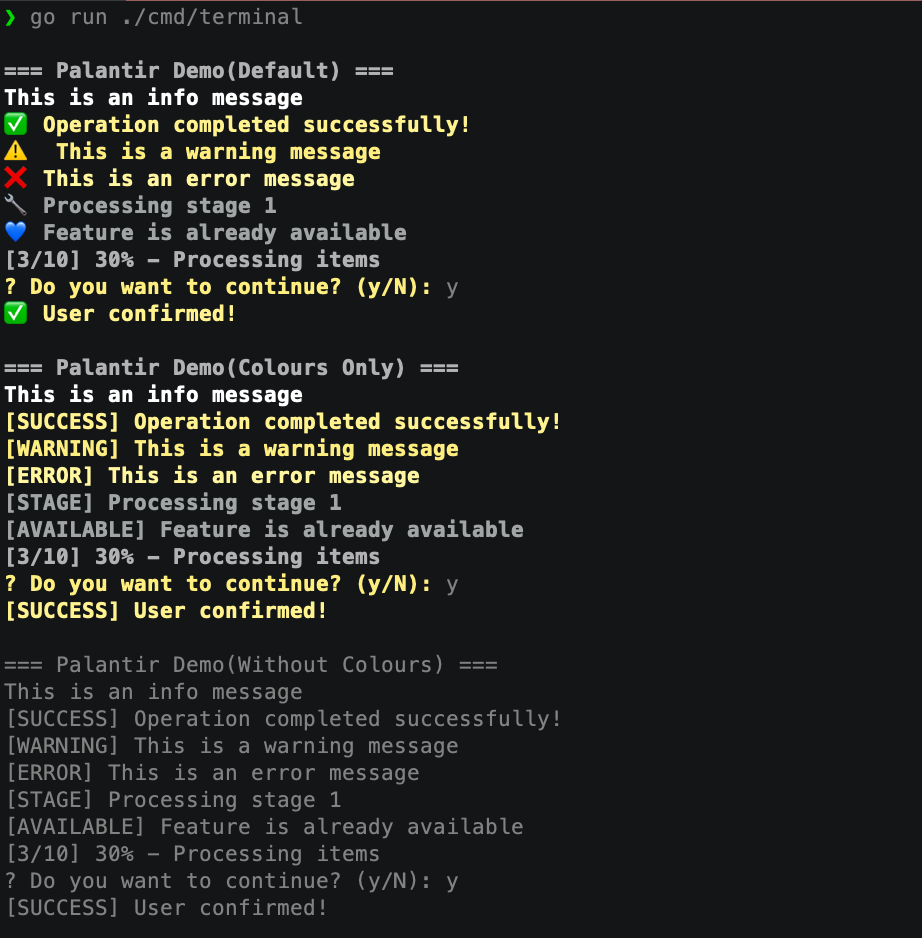 ❯ go run ./cmd/terminal
=== Palantir Demo(Default) ===
This is an info message
✅ Operation completed successfully!
⚠️  This is a warning message
❌ This is an error message
🔧 Processing stage 1
💙 Feature is already available
[3/10] 30% - Processing items
? Do you want to continue? (y/N): y
✅ User confirmed!
=== Palantir Demo(Colours Only) ===
This is an info message
[SUCCESS] Operation completed successfully!
[WARNING] This is a warning message
[ERROR] This is an error message
[STAGE] Processing stage 1
[AVAILABLE] Feature is already available
[3/10] 30% - Processing items
? Do you want to continue? (y/N): y
[SUCCESS] User confirmed!
=== Palantir Demo(Without Colours) ===
This is an info message
[SUCCESS] Operation completed successfully!
[WARNING] This is a warning message
[ERROR] This is an error message
[STAGE] Processing stage 1
[AVAILABLE] Feature is already available
[3/10] 30% - Processing items
? Do you want to continue? (y/N): y
[SUCCESS] User confirmed!